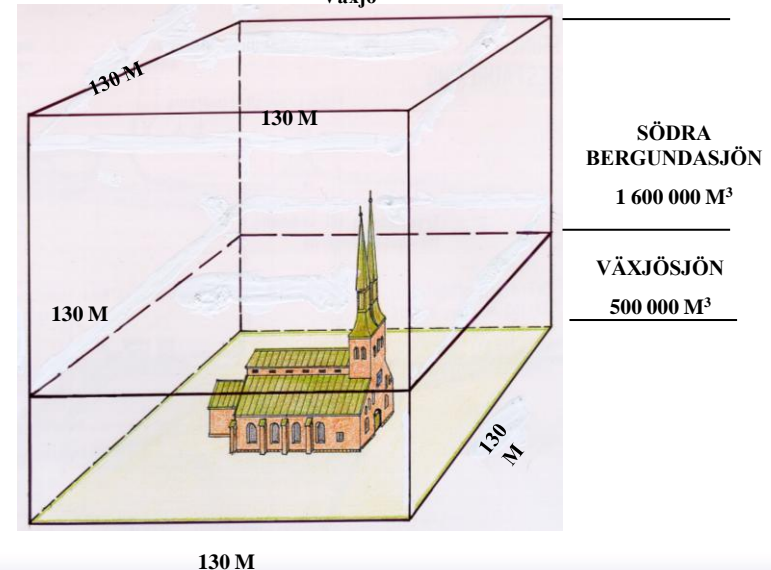 Växjö
130 M
130 M
SÖDRA
BERGUNDASJÖN
1 600 000 M³
VÄXJÖSJÖN
500 000 M³
130 M
130
M
130 M